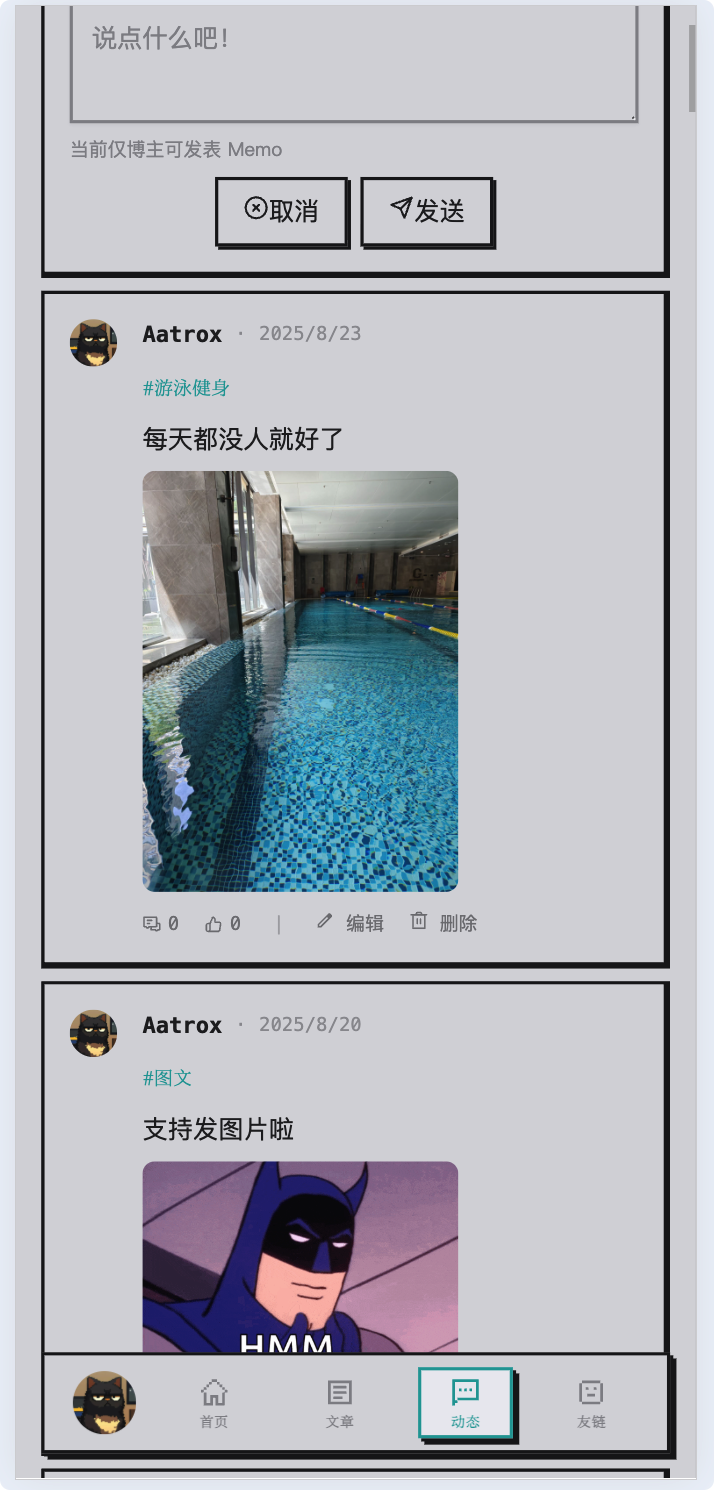 说点什么吧！
当前仅博主可发表 Memo
取消 发送
Aatrox · 2025/8/23
#游泳健身
每天都没人就好了
0 0 | 编辑 删除
Aatrox · 2025/8/20
#图文
支持发图片啦
HMM
首页 文章 动态 友链